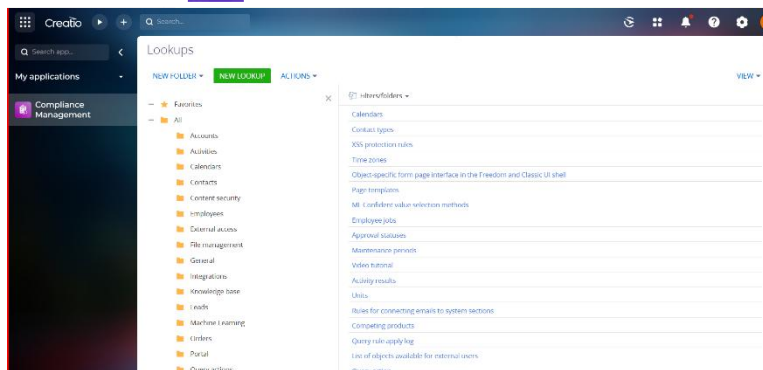 Creatio
Search...
Search app...
My applications
Compliance Management
Lookups
NEW FOLDER
NEW LOOKUP
ACTIONS
VIEW
Favorites
All
Accounts
Activities
Calendars
Contacts
Content security
Employees
External access
File management
General
Integrations
Knowledge base
Leads
Machine Learning
Orders
Portal
Filters/folders
Calendars
Contact types
XSS protection rules
Time zones
Object-specific form page interface in the Freedom and Classic UI shell
Page templates
ML Confident value selection methods
Employee jobs
Approval statuses
Maintenance periods
Video tutorial
Activity results
Units
Rules for connecting emails to system sections
Competing products
Query rule apply log
List of objects available for external users